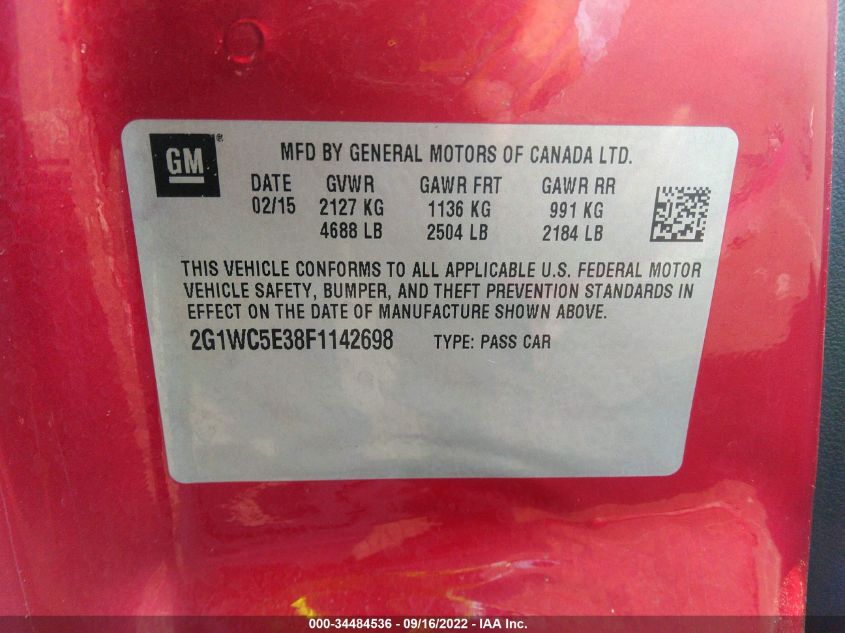 GM
®
MFD BY GENERAL MOTORS OF CANADA LTD.
DATE GVWR GAWR FRT GAWR RR
02/15 2127 KG 1136 KG 991 KG
4688 LB 2504 LB 2184 LB
THIS VEHICLE CONFORMS TO ALL APPLICABLE U.S. FEDERAL MOTOR
VEHICLE SAFETY, BUMPER, AND THEFT PREVENTION STANDARDS IN
EFFECT ON THE DATE OF MANUFACTURE SHOWN ABOVE.
2G1WC5E38F1142698 TYPE: PASS CAR
000-34484536 - 09/16/2022 - IAA Inc.